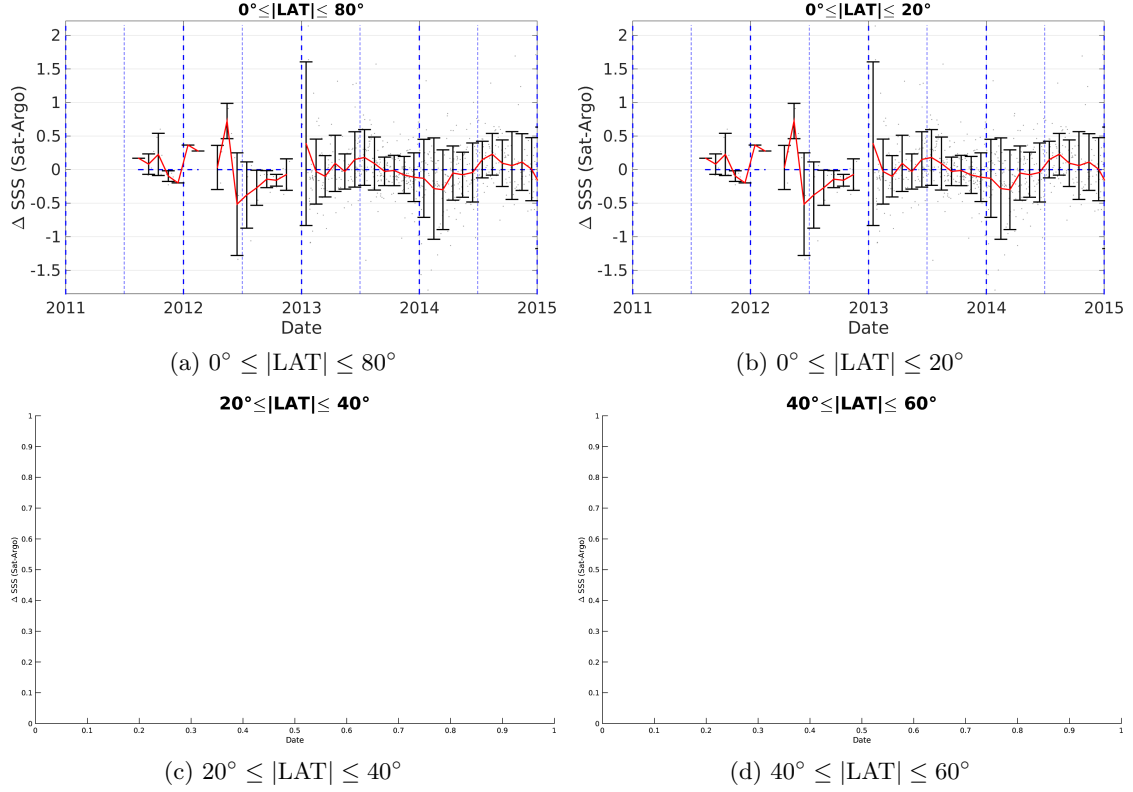 0°≤|LAT|≤ 80°
2
1.5
1
0.5
0
-0.5
-1
-1.5
Δ SSS (Sat-Argo)
2011 2012 2013 2014 2015
Date
(a) 0° ≤ |LAT| ≤ 80°
0°≤|LAT|≤ 20°
2
1.5
1
0.5
0
-0.5
-1
-1.5
Δ SSS (Sat-Argo)
2011 2012 2013 2014 2015
Date
(b) 0° ≤ |LAT| ≤ 20°
20°≤|LAT|≤ 40°
1
0.9
0.8
0.7
0.6
0.5
0.4
0.3
0.2
0.1
0
Δ SSS (Sat-Argo)
0 0.1 0.2 0.3 0.4 0.5 0.6 0.7 0.8 0.9 1
Date
(c) 20° ≤ |LAT| ≤ 40°
40°≤|LAT|≤ 60°
1
0.9
0.8
0.7
0.6
0.5
0.4
0.3
0.2
0.1
0
Δ SSS (Sat-Argo)
0 0.1 0.2 0.3 0.4 0.5 0.6 0.7 0.8 0.9 1
Date
(d) 40° ≤ |LAT| ≤ 60°